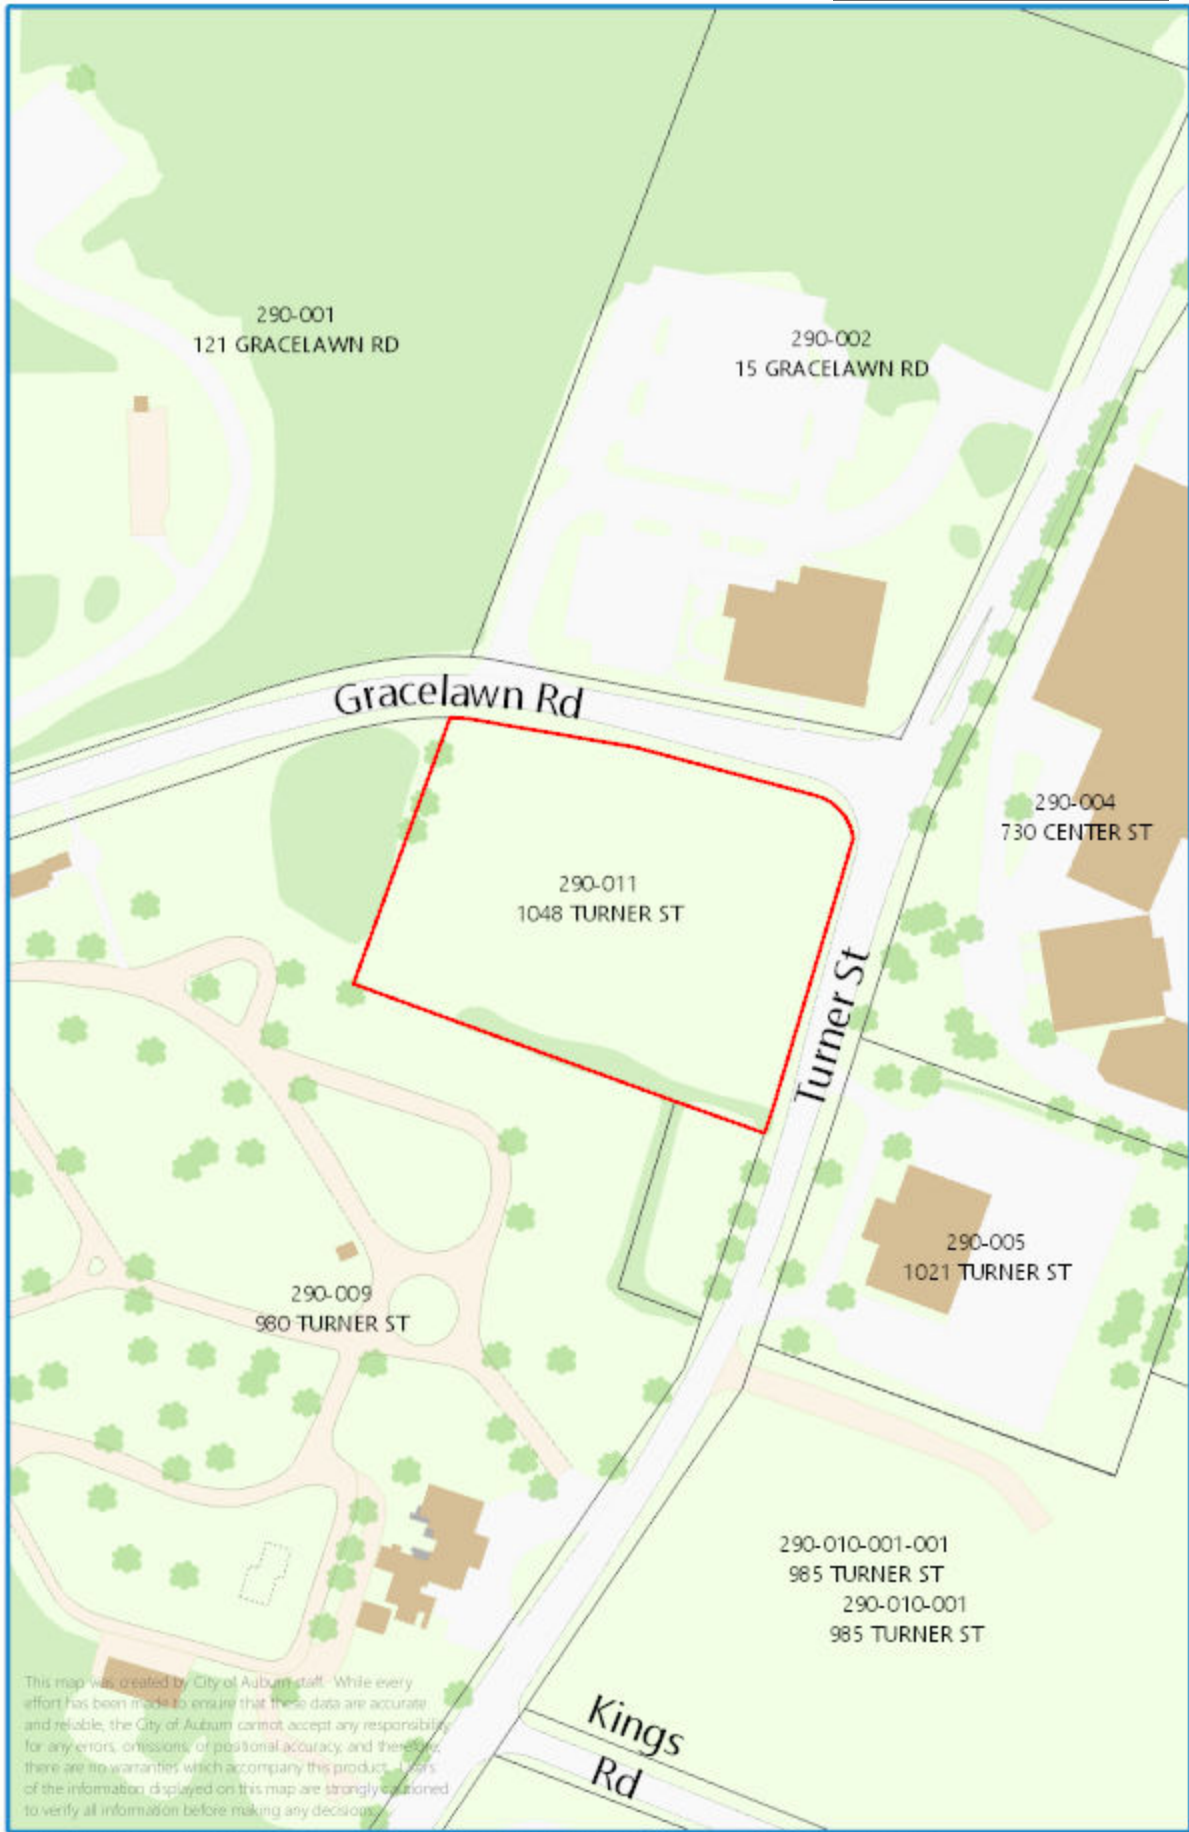 290-001
121 GRACELAWN RD
290-002
15 GRACELAWN RD
Gracelawn Rd
290-004
730 CENTER ST
290-011
1048 TURNER ST
Turner St
290-005
1021 TURNER ST
290-009
980 TURNER ST
290-010-001-001
985 TURNER ST
290-010-001
985 TURNER ST
Kings
Rd
This map was created by City of Auburn staff. While every
effort has been made to ensure that these data are accurate
and reliable, the City of Auburn cannot accept any responsibility
for any errors, omissions, or positional accuracy, and therefore,
there are no warranties which accompany this product. Users
of the information displayed on this map are strongly cautioned
to verify all information before making any decisions.